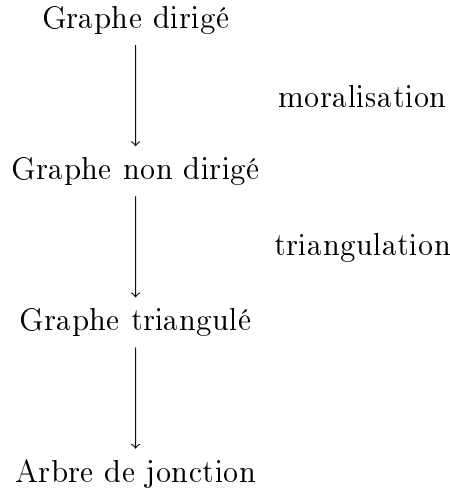 Graphe dirigé
moralisation
Graphe non dirigé
triangulation
Graphe triangulé
Arbre de jonction